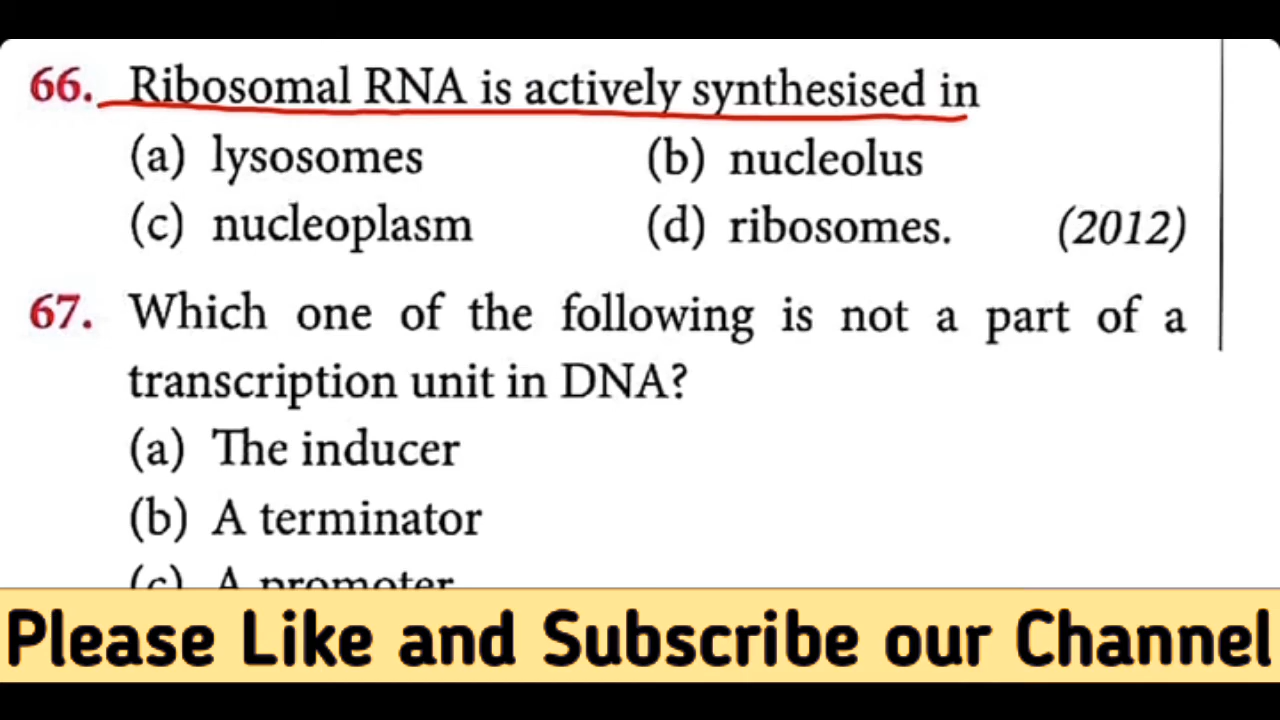 66. Ribosomal RNA is actively synthesised in
(a) lysosomes (b) nucleolus
(c) nucleoplasm (d) ribosomes. (2012)
67. Which one of the following is not a part of a
transcription unit in DNA?
(a) The inducer
(b) A terminator
(c) A promoter
Please Like and Subscribe our Channel